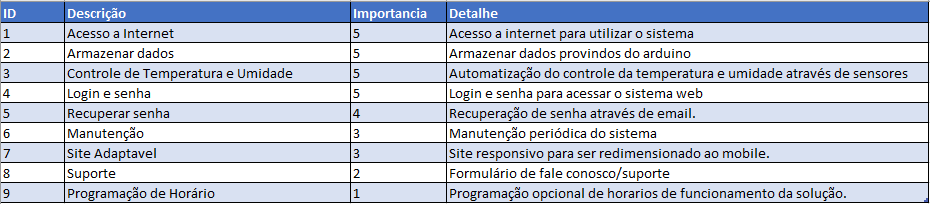 ID Descrição Importancia Detalhe
1 Acesso a Internet 5 Acesso a internet para utilizar o sistema
2 Armazenar dados 5 Armazenar dados provindos do arduino
3 Controle de Temperatura e Umidade 5 Automatização do controle da temperatura e umidade através de sensores
4 Login e senha 5 Login e senha para acessar o sistema web
5 Recuperar senha 4 Recuperação de senha através de email.
6 Manutenção 3 Manutenção periódica do sistema
7 Site Adaptavel 3 Site responsivo para ser redimensionado ao mobile.
8 Suporte 2 Formulário de fale conosco/suporte
9 Programação de Horário 1 Programação opcional de horarios de funcionamento da solução.